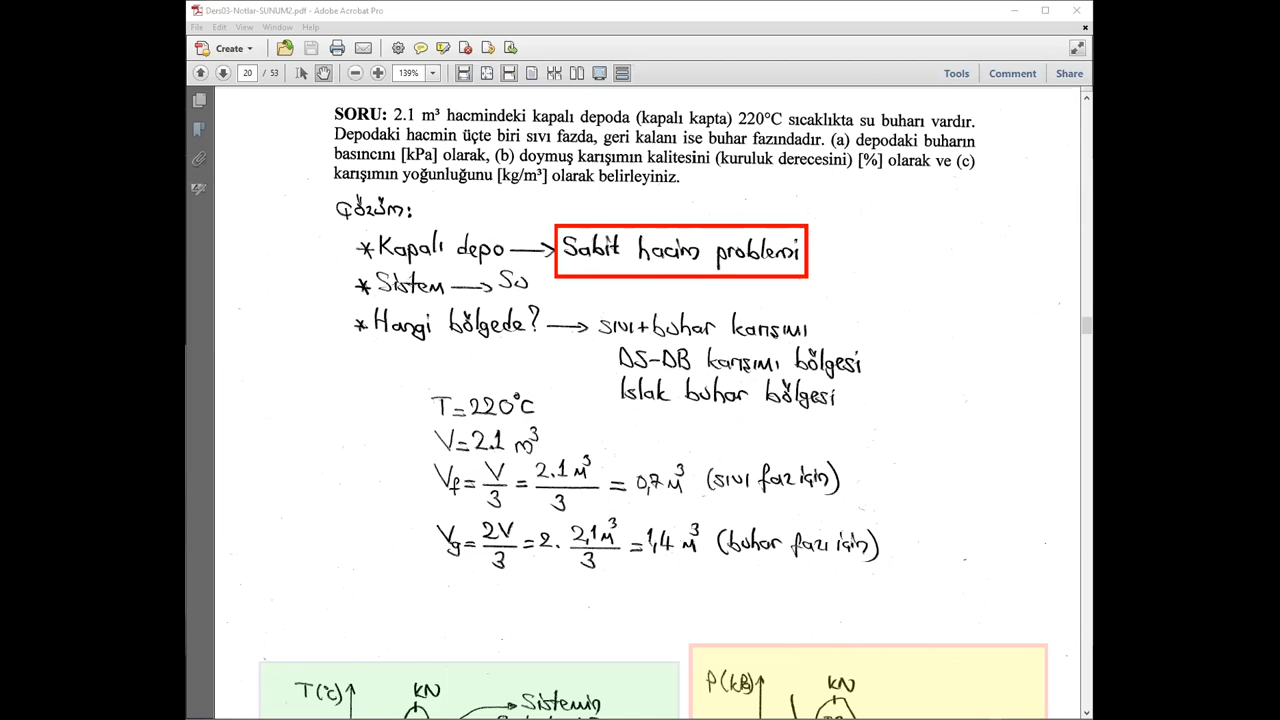 Ders03-Notlar-SUNUM2.pdf - Adobe Acrobat Pro
File Edit View Window Help
Create
20 / 53 139% Tools Comment Share
SORU: 2.1 m³ hacmindeki kapalı depoda (kapalı kapta) 220°C sıcaklıkta su buharı vardır.
Depodaki hacmin üçte biri sıvı fazda, geri kalanı ise buhar fazındadır. (a) depodaki buharın
basıncını [kPa] olarak, (b) doymuş karışımın kalitesini (kuruluk derecesini) [%] olarak ve (c)
karışımın yoğunluğunu [kg/m³] olarak belirleyiniz.
Çözüm:
* Kapalı depo → Sabit hacim problemi
* Sistem → Su
* Hangi bölgede? → sıvı+buhar karışımı
DS-DB karışımı bölgesi
Islak buhar bölgesi
T=220°C
V=2.1 m³
Vf = V/3 = 2.1 m³/3 = 0,7 m³ (sıvı faz için)
Vg = 2V/3 = 2. 2,1m³/3 = 1,4 m³ (buhar fazı için)
T(°C) KN Sistemin
P(kPa) KN